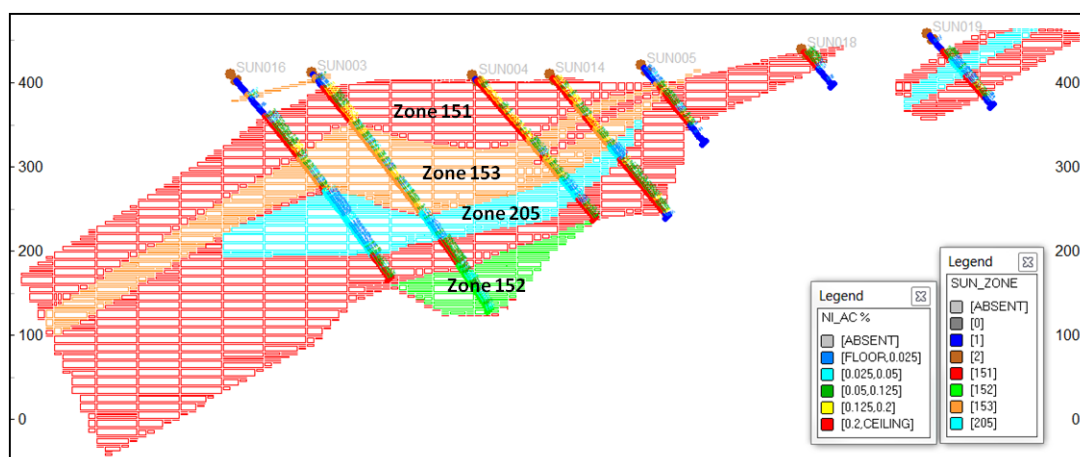 SUN016
SUN003
SUN004
SUN014
SUN005
SUN018
SUN019
400
400
Zone 151
300
300
Zone 153
Zone 205
200
200
Zone 152
100
100
0
0
Legend
NI_AC %
[ABSENT]
[FLOOR,0.025]
[0.025,0.05]
[0.05,0.125]
[0.125,0.2]
[0.2,CEILING]
Legend
SUN_ZONE
[ABSENT]
[0]
[1]
[2]
[151]
[152]
[153]
[205]